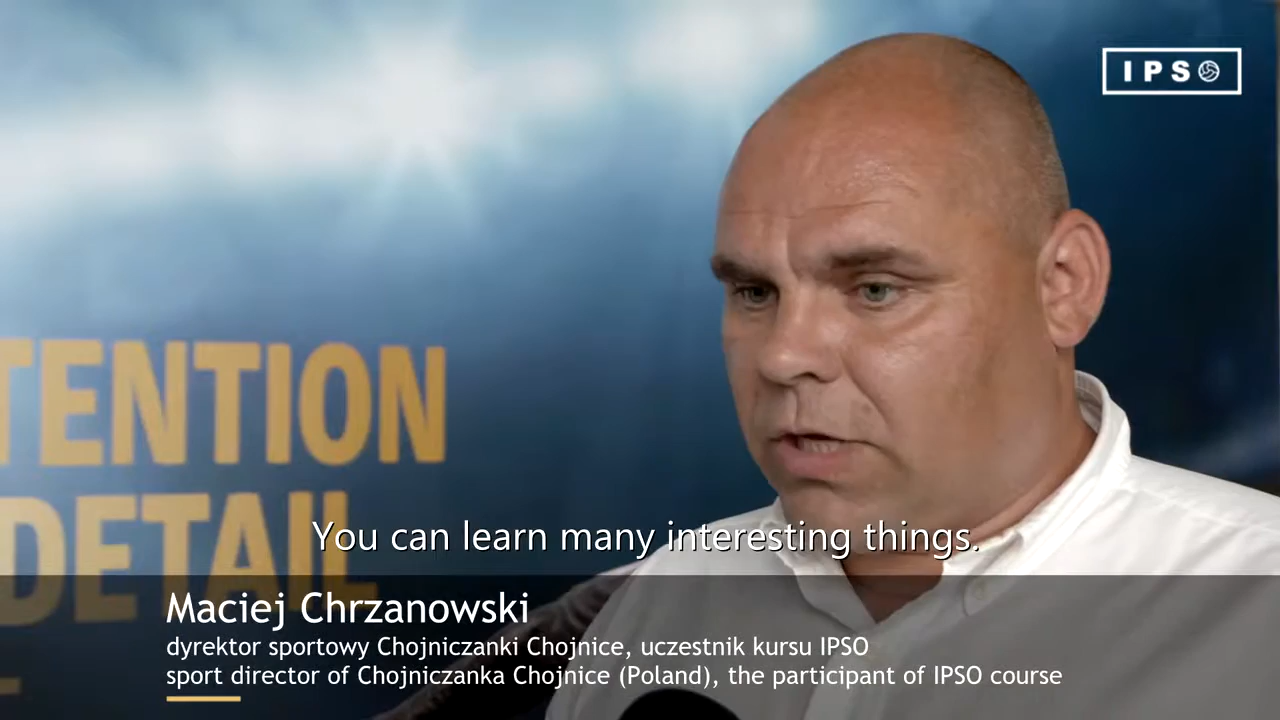 IPSO
TENTION
DETAIL
You can learn many interesting things.
Maciej Chrzanowski
dyrektor sportowy Chojniczanki Chojnice, uczestnik kursu IPSO
sport director of Chojniczanka Chojnice (Poland), the participant of IPSO course